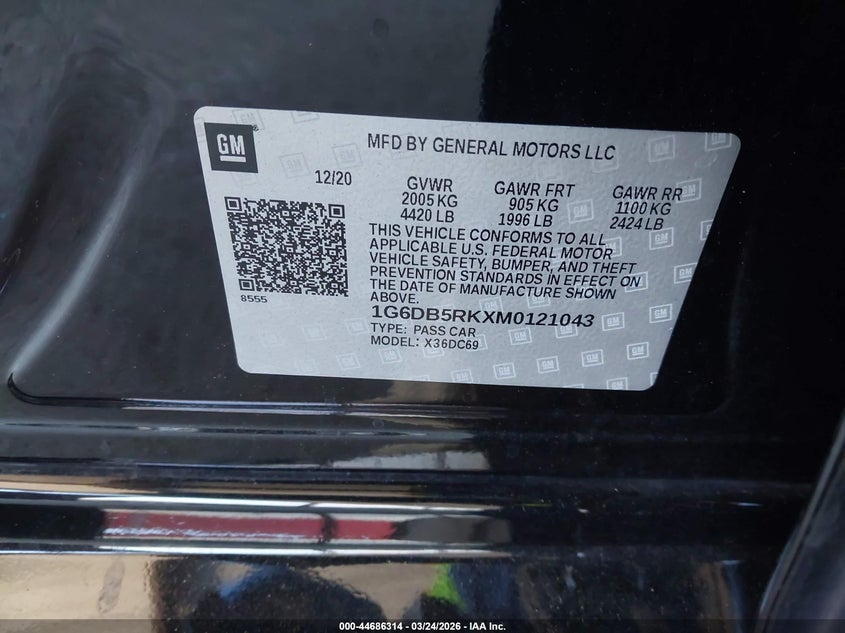 GM
MFD BY GENERAL MOTORS LLC
12/20
GVWR GAWR FRT GAWR RR
2005 KG 905 KG 1100 KG
4420 LB 1996 LB 2424 LB
THIS VEHICLE CONFORMS TO ALL
APPLICABLE U.S. FEDERAL MOTOR
VEHICLE SAFETY, BUMPER, AND THEFT
PREVENTION STANDARDS IN EFFECT ON
THE DATE OF MANUFACTURE SHOWN
ABOVE.
8555
1G6DB5RKXM0121043
TYPE: PASS CAR
MODEL: X36DC69
000-44686314 - 03/24/2026 - IAA Inc.